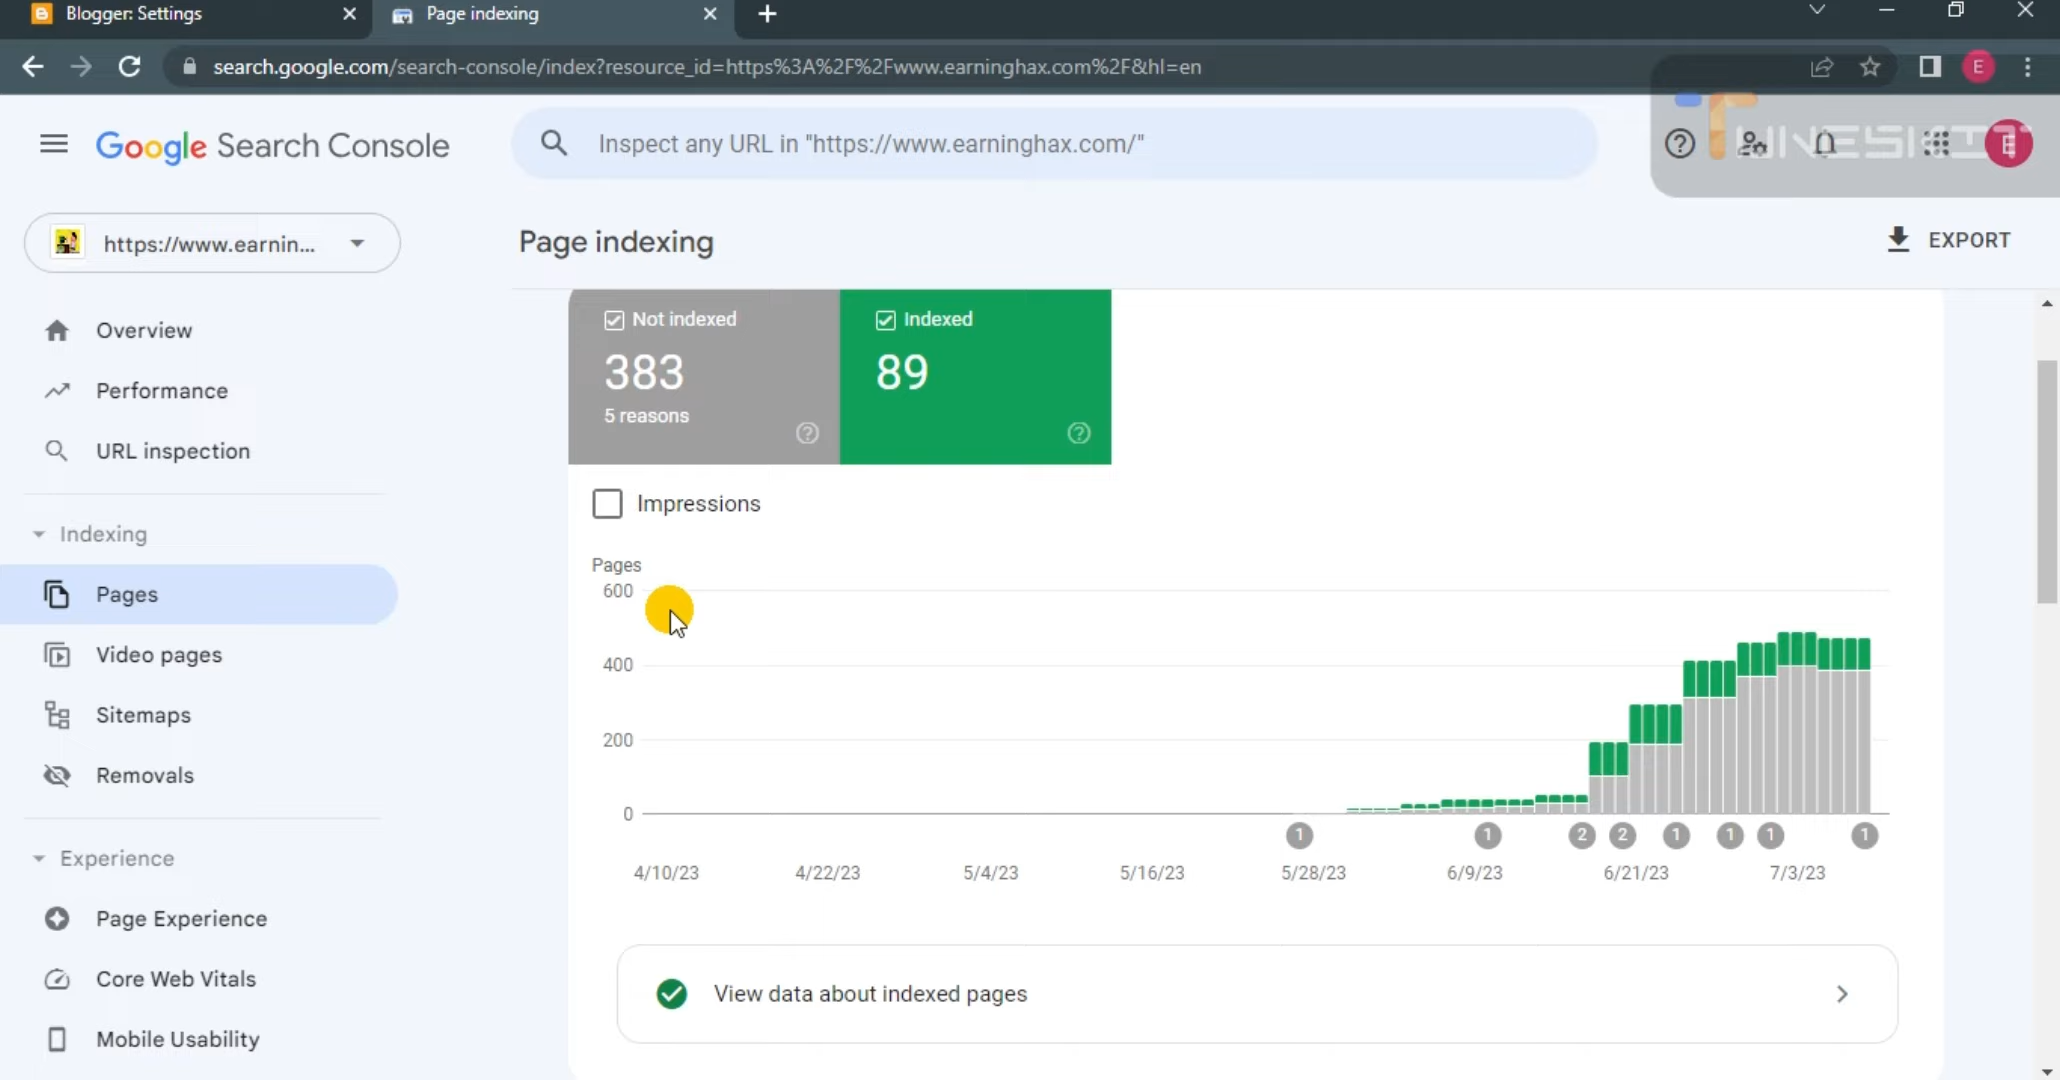 Blogger: Settings
Page indexing
search.google.com/search-console/index?resource_id=https%3A%2F%2Fwww.earninghax.com%2F&hl=en
E
Google Search Console
Inspect any URL in "https://www.earninghax.com/"
E
https://www.earnin...
Page indexing
EXPORT
Overview
Performance
URL inspection
Indexing
Pages
Video pages
Sitemaps
Removals
Experience
Page Experience
Core Web Vitals
Mobile Usability
Not indexed
383
5 reasons
Indexed
89
Impressions
Pages
600
400
200
0
1 1 2 2 1 1 1 1
4/10/23 4/22/23 5/4/23 5/16/23 5/28/23 6/9/23 6/21/23 7/3/23
View data about indexed pages